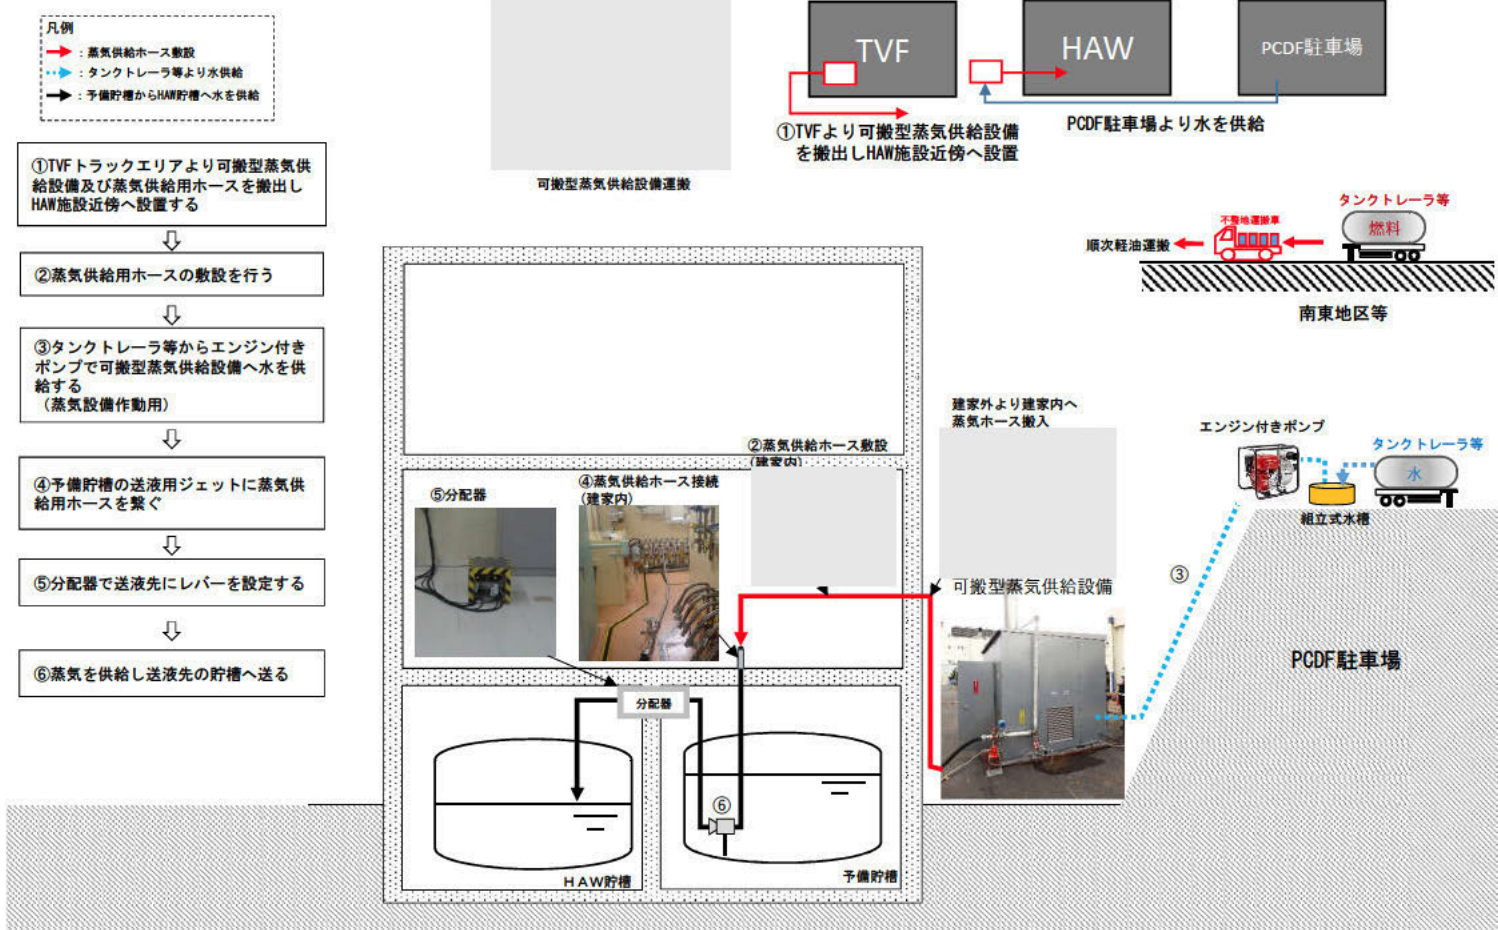 凡例
：蒸気供給ホース敷設
：タンクトレーラ等より水供給
：予備貯槽からHAW貯槽へ水を供給
①TVFトラックエリアより可搬型蒸気供
給設備及び蒸気供給用ホースを搬出し
HAW施設近傍へ設置する
②蒸気供給用ホースの敷設を行う
③タンクトレーラ等からエンジン付き
ポンプで可搬型蒸気供給設備へ水を供
給する
（蒸気設備作動用）
④予備貯槽の送液用ジェットに蒸気供
給用ホースを繋ぐ
⑤分配器で送液先にレバーを設定する
⑥蒸気を供給し送液先の貯槽へ送る
可搬型蒸気供給設備運搬
TVF
HAW
PCDF駐車場
①TVFより可搬型蒸気供給設備
を搬出しHAW施設近傍へ設置
PCDF駐車場より水を供給
タンクトレーラ等
不整地運搬車
燃料
順次軽油運搬
南東地区等
建家外より建家内へ
蒸気ホース搬入
②蒸気供給ホース敷設
(建家内)
④蒸気供給ホース接続
(建家内)
⑤分配器
エンジン付きポンプ
タンクトレーラ等
水
組立式水槽
③
可搬型蒸気供給設備
PCDF駐車場
分配器
⑥
HAW貯槽
予備貯槽